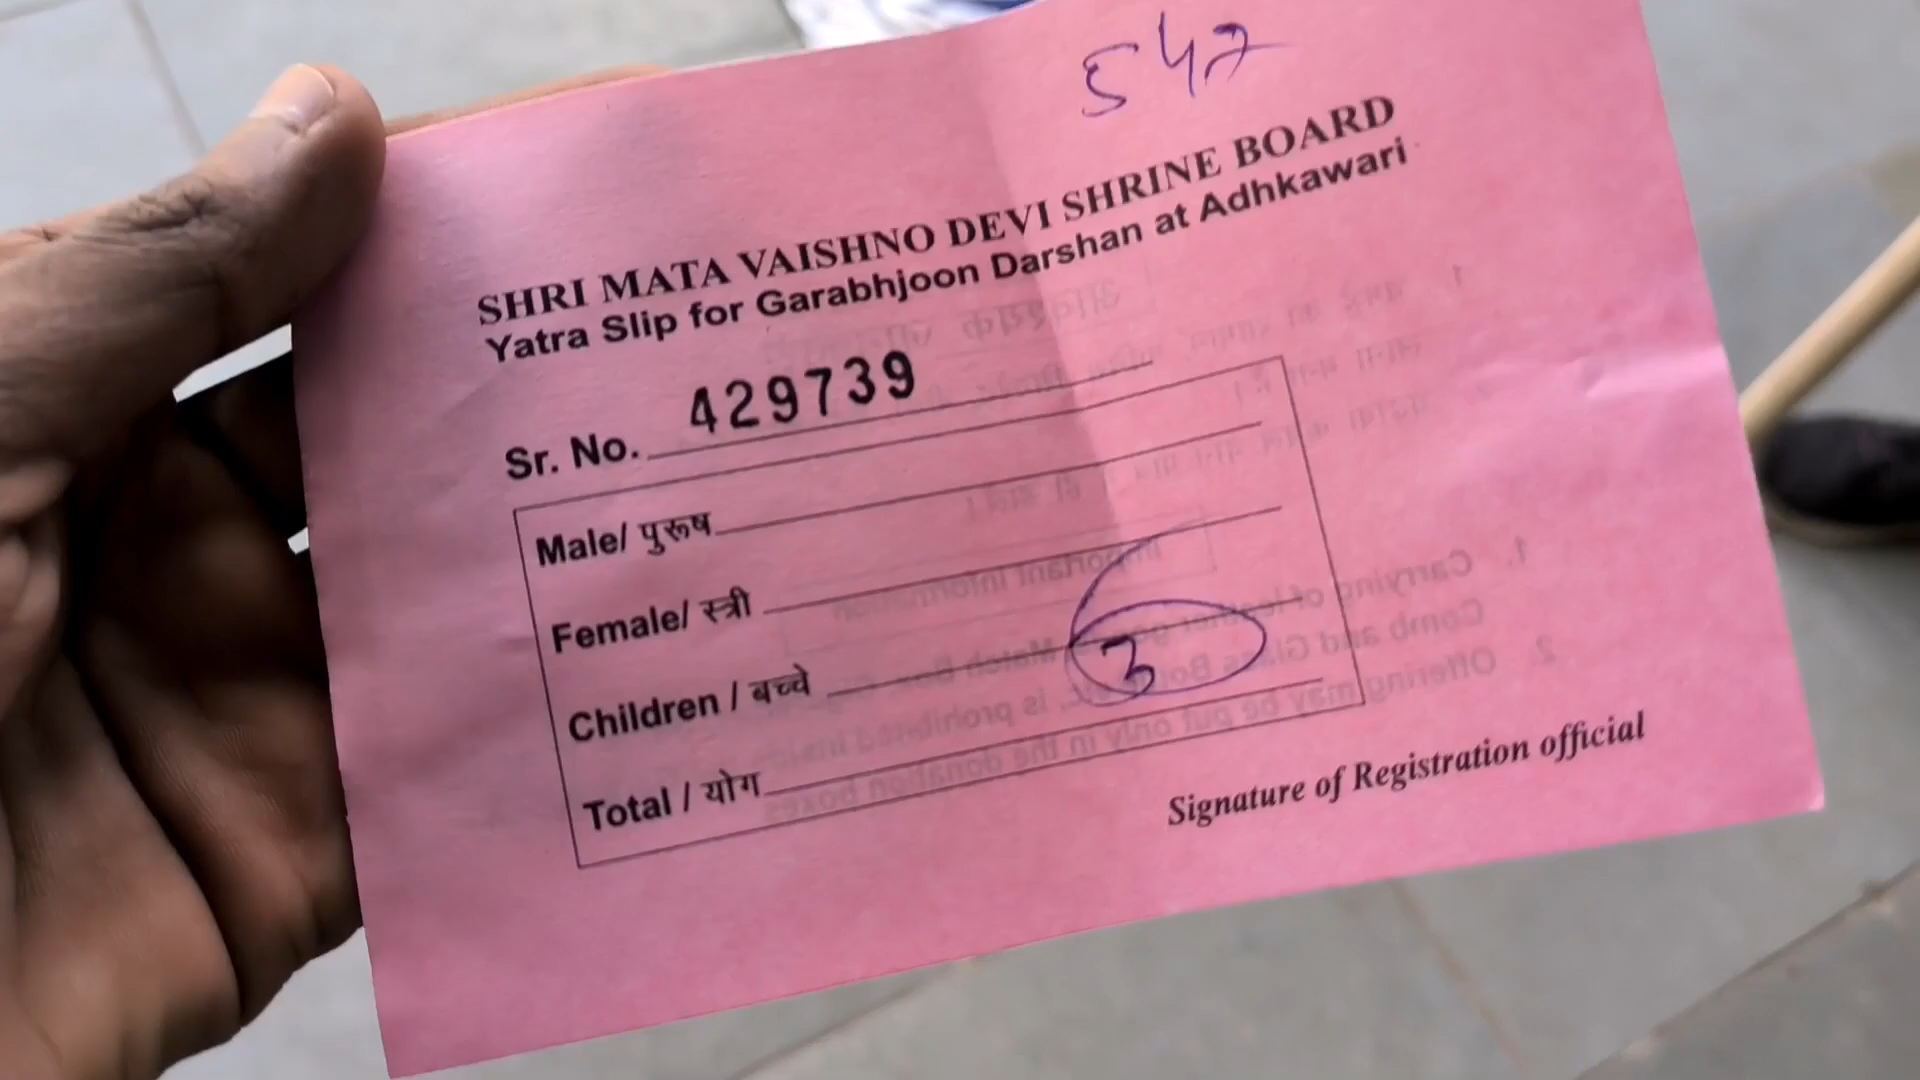 547
SHRI MATA VAISHNO DEVI SHRINE BOARD
Yatra Slip for Garabhjoon Darshan at Adhkawari
Sr. No. 429739
Male/ पुरूष
Female/ स्त्री
Children / बच्चे
3
Total / योग
Signature of Registration official